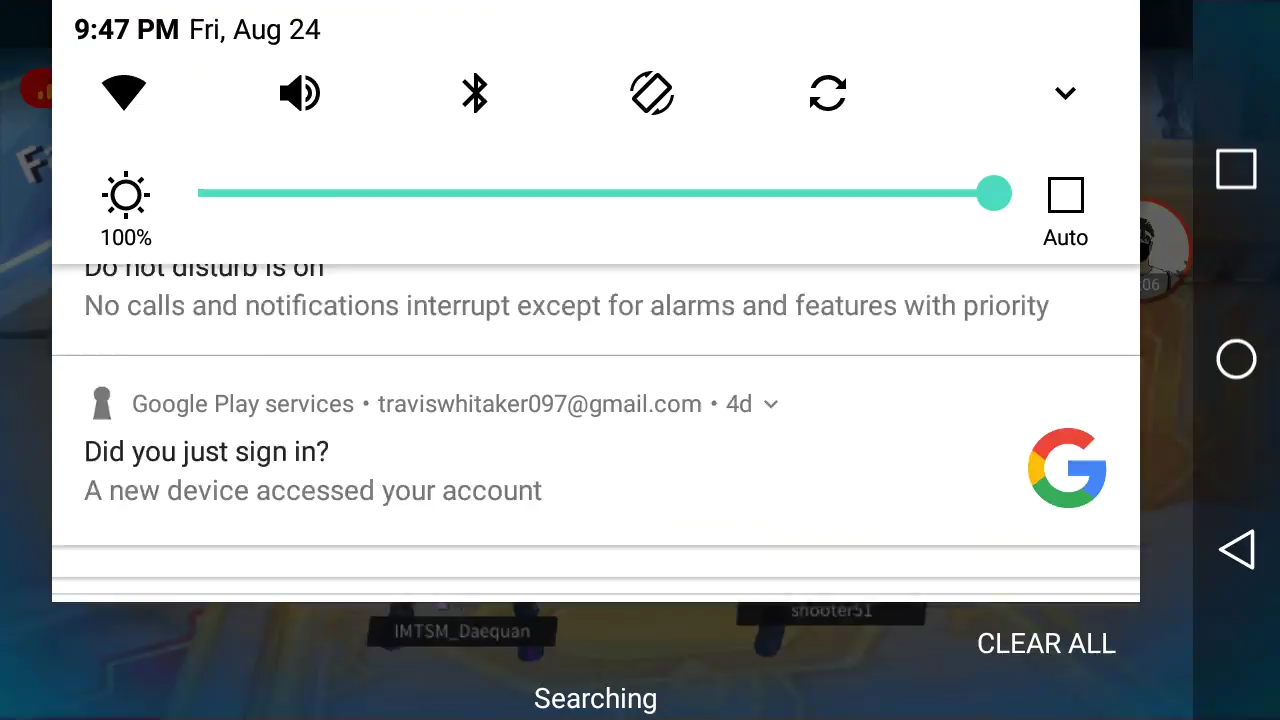 9:47 PM Fri, Aug 24
100%
Auto
Do not disturb is on
No calls and notifications interrupt except for alarms and features with priority
Google Play services • traviswhitaker097@gmail.com • 4d
Did you just sign in?
A new device accessed your account
:06
IMTSM_Daequan
shooter51
CLEAR ALL
Searching